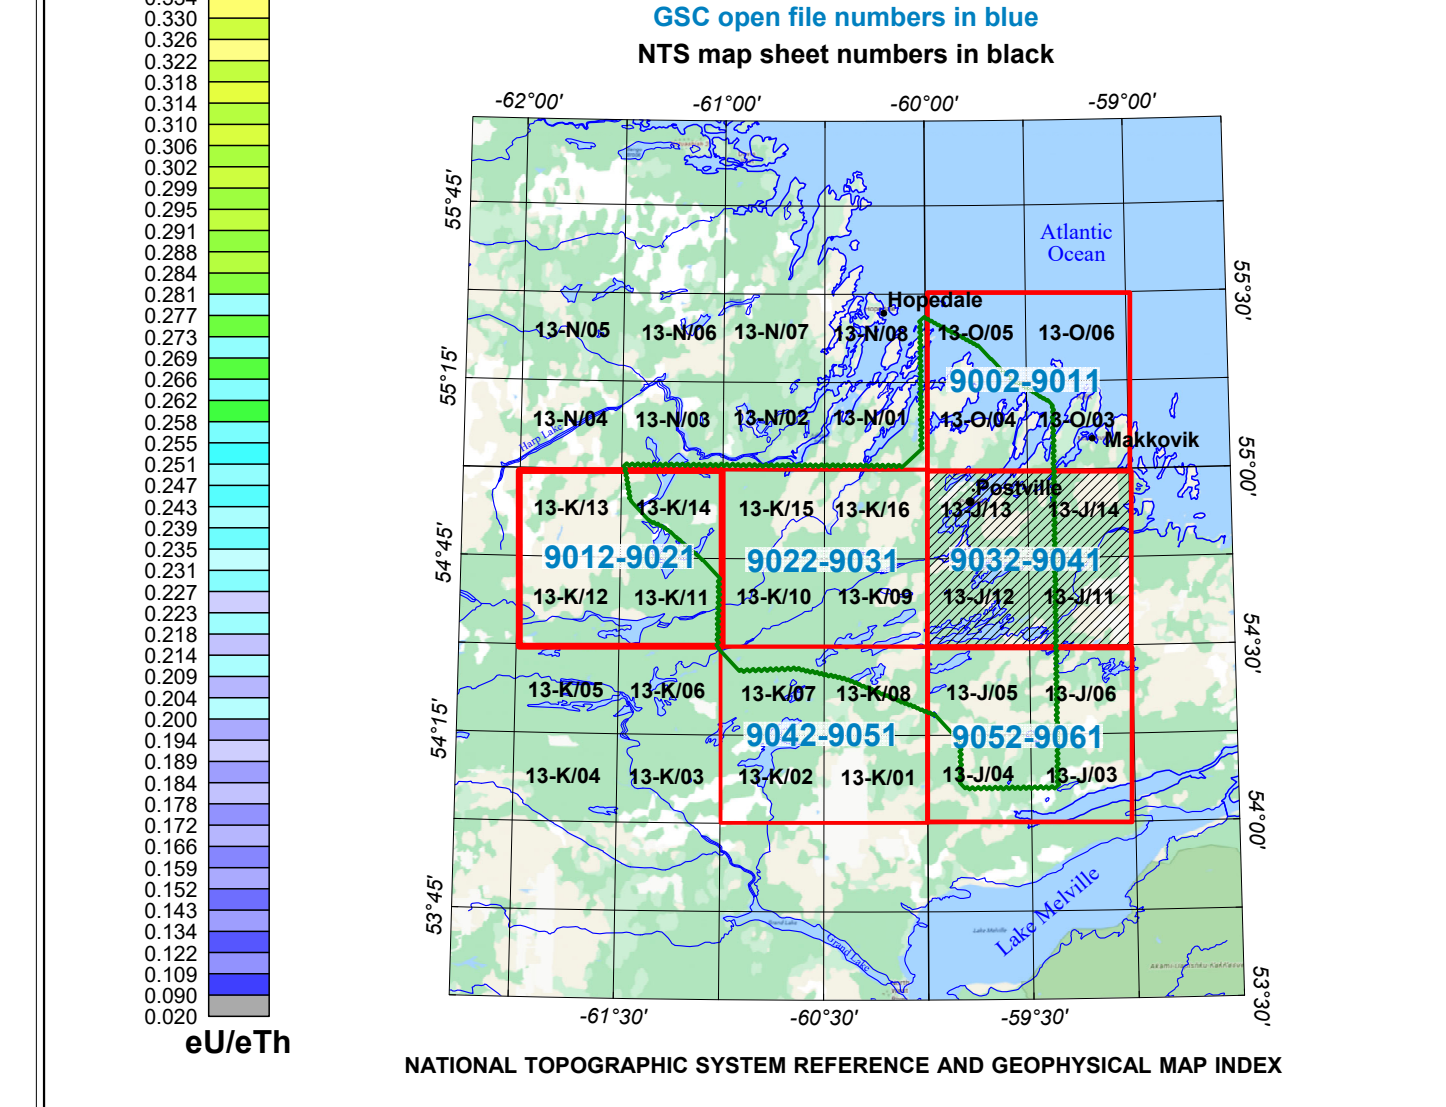 GSC open file numbers in blue
NTS map sheet numbers in black
-62°00'
-61°00'
-60°00'
-59°00'
0.334
0.330
0.326
0.322
0.318
0.314
0.310
0.306
0.302
0.299
0.295
0.291
0.288
0.284
0.281
0.277
0.273
0.269
0.266
0.262
0.258
0.255
0.251
0.247
0.243
0.239
0.235
0.231
0.227
0.223
0.218
0.214
0.209
0.204
0.200
0.194
0.189
0.184
0.178
0.172
0.166
0.159
0.152
0.143
0.134
0.122
0.109
0.090
0.020
eU/eTh
55°45'
55°15'
54°45'
54°15'
53°45'
Atlantic
Ocean
Hopedale
13-N/05
13-N/06
13-N/07
13-N/08
13-O/05
13-O/06
9002-9011
13-N/04
13-N/03
13-N/02
13-N/01
13-O/04
13-O/03
Harp Lake
Makkovik
Postville
13-K/13
13-K/14
13-K/15
13-K/16
13-J/13
13-J/14
9012-9021
9022-9031
9032-9041
13-K/12
13-K/11
13-K/10
13-K/09
13-J/12
13-J/11
13-K/05
13-K/06
13-K/07
13-K/08
13-J/05
13-J/06
9042-9051
9052-9061
13-K/04
13-K/03
13-K/02
13-K/01
13-J/04
13-J/03
Grand Lake
Grand Lake
Lake Melville
Lake Melville
55°30'
55°00'
54°30'
54°00'
53°30'
-61°30'
-60°30'
-59°30'
NATIONAL TOPOGRAPHIC SYSTEM REFERENCE AND GEOPHYSICAL MAP INDEX